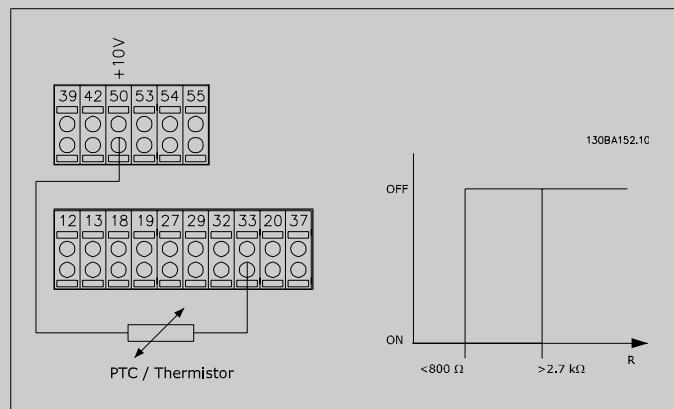 +10V
39 42 50 53 54 55
130BA152.10
12 13 18 19 27 29 32 33 20 37
PTC / Thermistor
OFF
ON
<800 Ω
>2.7 kΩ
R